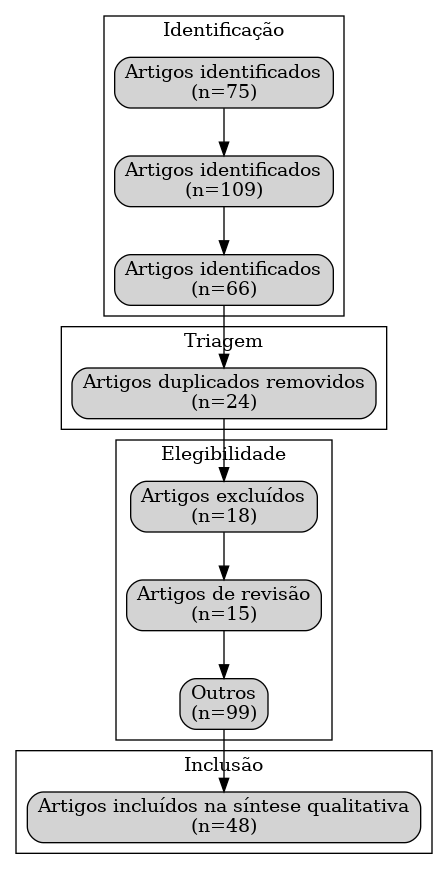 Identificação
Artigos identificados
(n=75)
Artigos identificados
(n=109)
Artigos identificados
(n=66)
Triagem
Artigos duplicados removidos
(n=24)
Elegibilidade
Artigos excluídos
(n=18)
Artigos de revisão
(n=15)
Outros
(n=99)
Inclusão
Artigos incluídos na síntese qualitativa
(n=48)